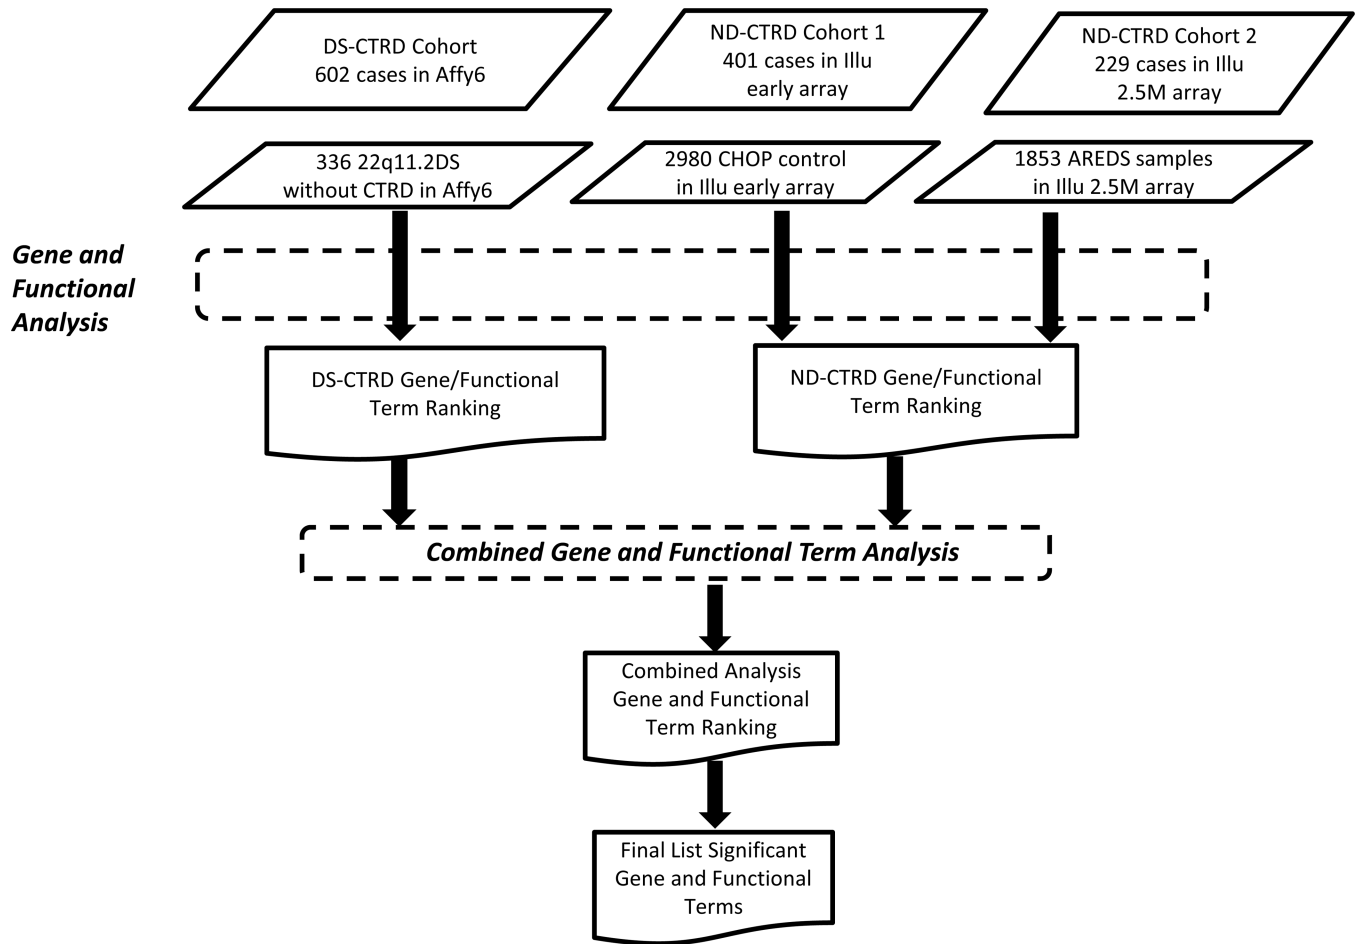 DS-CTRD Cohort
602 cases in Affy6
ND-CTRD Cohort 1
401 cases in Illu
early array
ND-CTRD Cohort 2
229 cases in Illu
2.5M array
336 22q11.2DS
without CTRD in Affy6
2980 CHOP control
in Illu early array
1853 AREDS samples
in Illu 2.5M array
Gene and
Functional
Analysis
DS-CTRD Gene/Functional
Term Ranking
ND-CTRD Gene/Functional
Term Ranking
Combined Gene and Functional Term Analysis
Combined Analysis
Gene and Functional
Term Ranking
Final List Significant
Gene and Functional
Terms